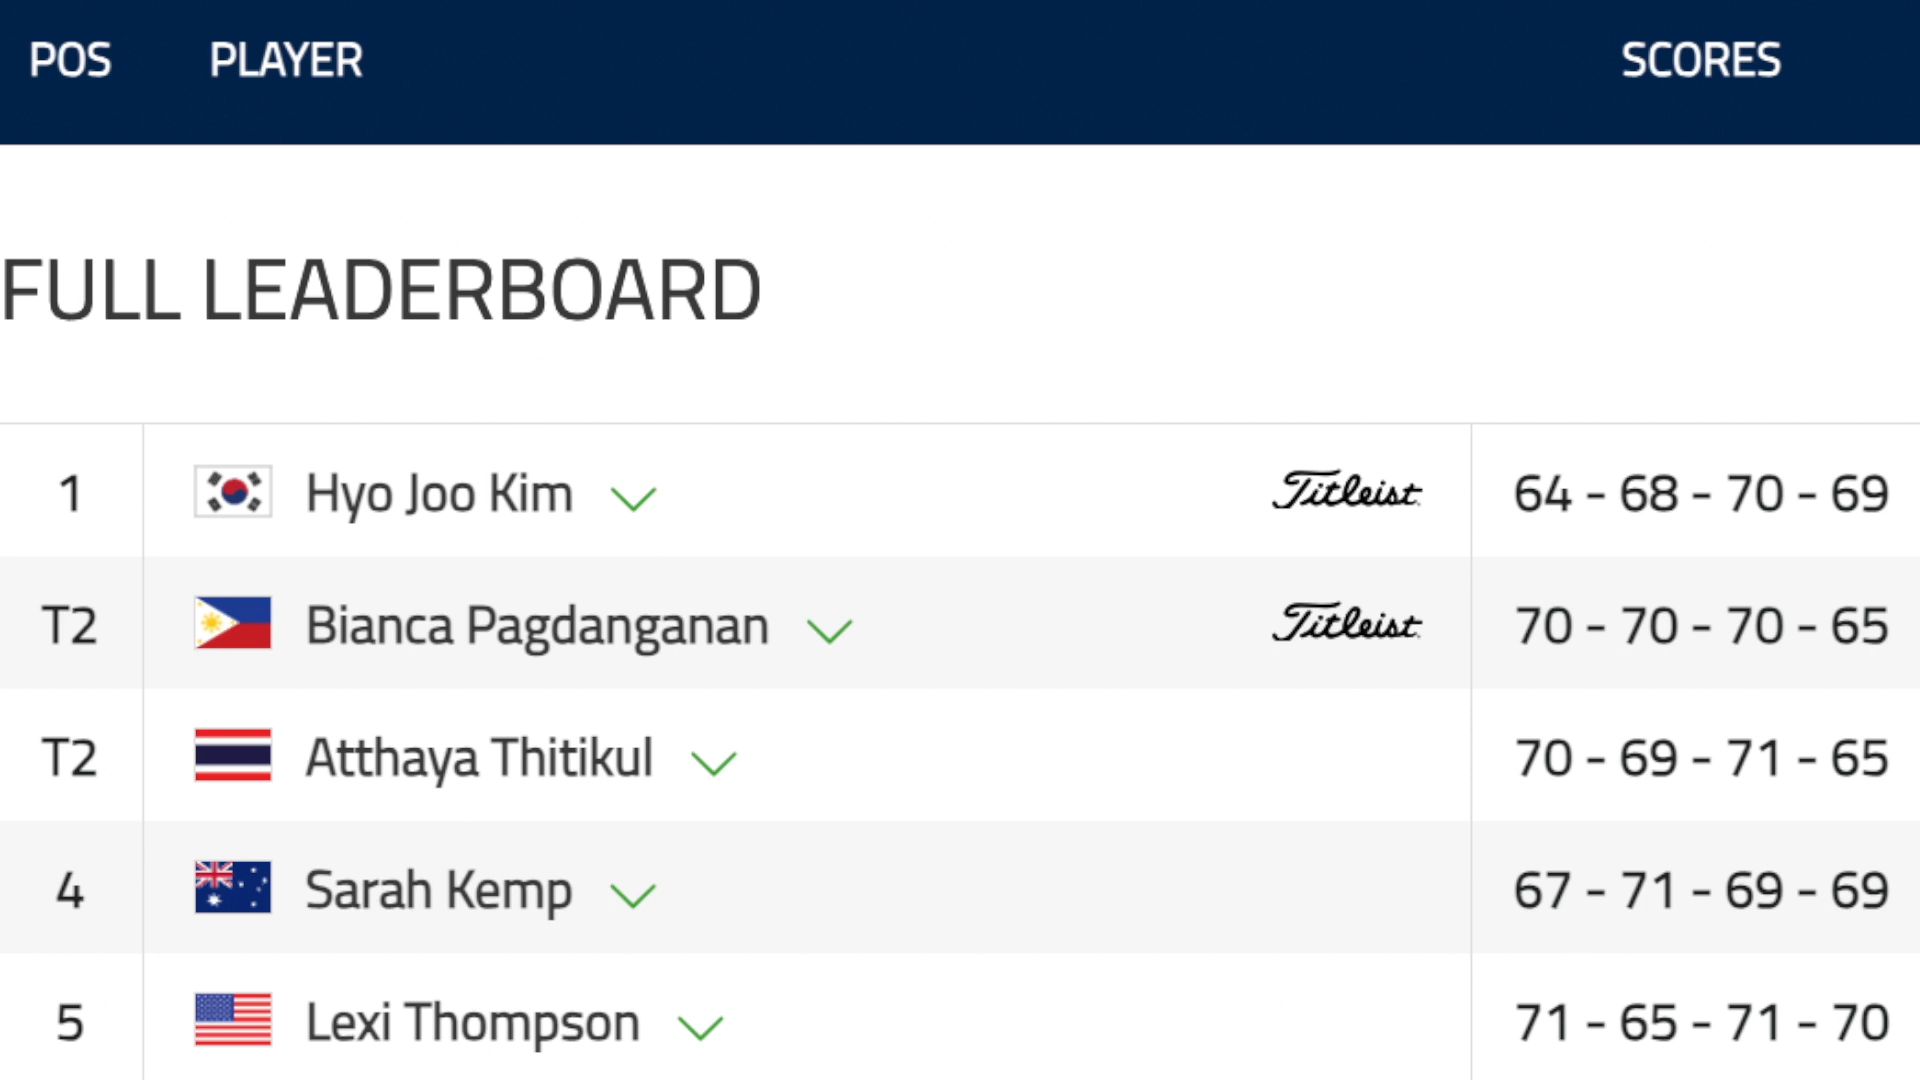 POS PLAYER SCORES
FULL LEADERBOARD
1 Hyo Joo Kim Titleist 64 - 68 - 70 - 69
T2 Bianca Pagdanganan Titleist 70 - 70 - 70 - 65
T2 Atthaya Thitikul 70 - 69 - 71 - 65
4 Sarah Kemp 67 - 71 - 69 - 69
5 Lexi Thompson 71 - 65 - 71 - 70